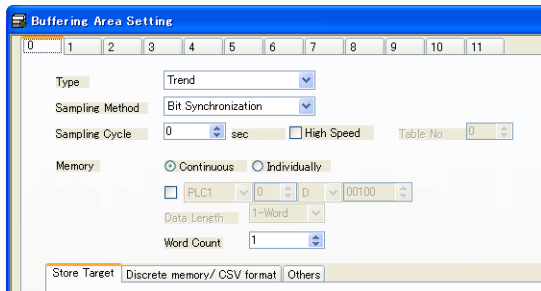 Buffering Area Setting
0 1 2 3 4 5 6 7 8 9 10 11
Type Trend
Sampling Method Bit Synchronization
Sampling Cycle 0 sec High Speed Table No. 0
Memory Continuous Individually
PLC1 0 D 00100
Data Length 1-Word
Word Count 1
Store Target Discrete memory/ CSV format Others